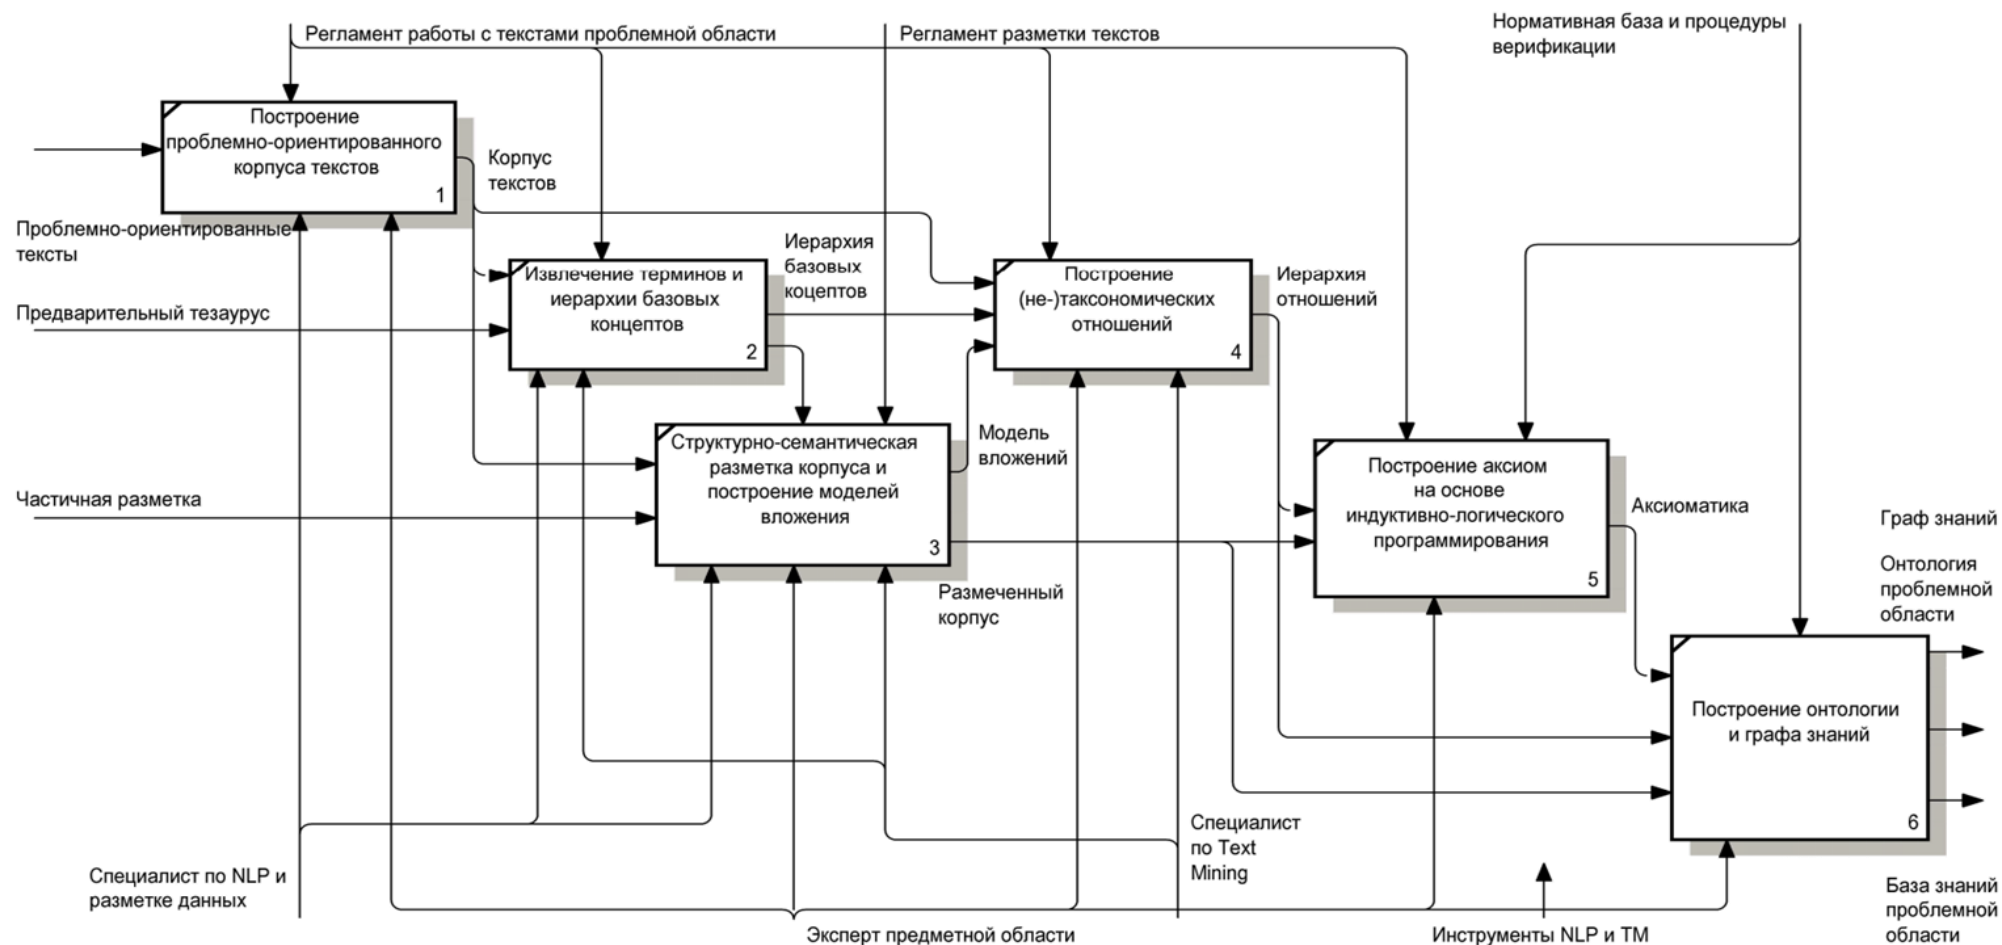 Регламент работы с текстами проблемной области
Регламент разметки текстов
Нормативная база и процедуры
верификации
Построение
проблемно-ориентированного
корпуса текстов
1
Корпус
текстов
Проблемно-ориентированные
тексты
Предварительный тезаурус
Извлечение терминов и
иерархии базовых
концептов
2
Иерархия
базовых
коцептов
Построение
(не-)таксономических
отношений
4
Иерархия
отношений
Частичная разметка
Структурно-семантическая
разметка корпуса и
построение моделей
вложения
3
Модель
вложений
Размеченный
корпус
Построение аксиом
на основе
индуктивно-логического
программирования
5
Аксиоматика
Граф знаний
Онтология
проблемной
области
Построение онтологии
и графа знаний
6
Специалист по NLP и
разметке данных
Специалист
по Text
Mining
База знаний
проблемной
области
Эксперт предметной области
Инструменты NLP и TM